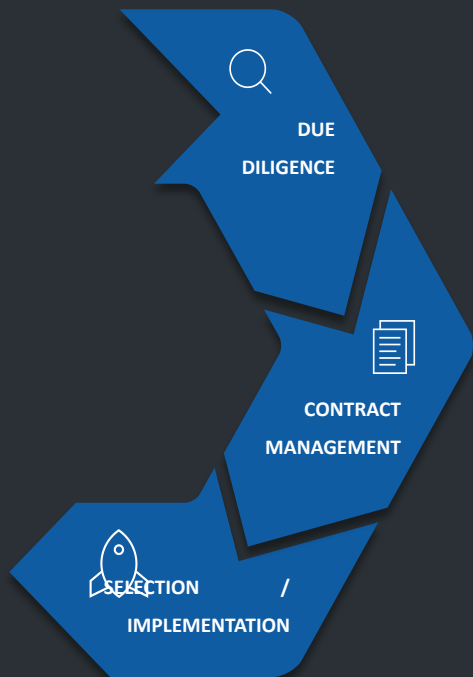 DUE
DILIGENCE
CONTRACT
MANAGEMENT
SELECTION /
IMPLEMENTATION